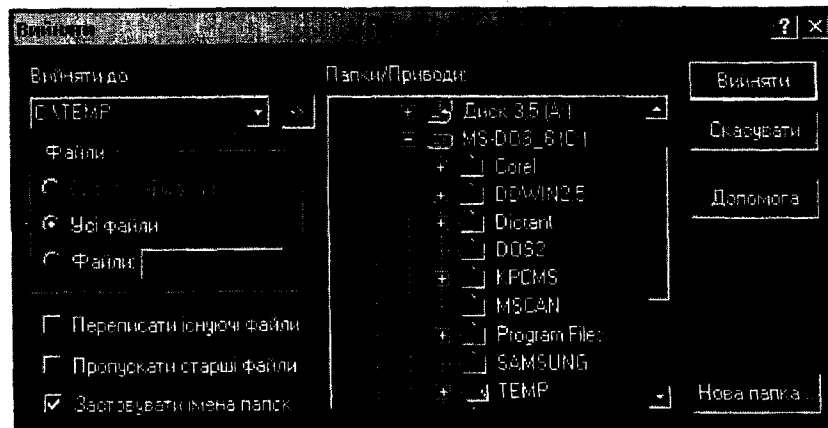 Вийняти
Вийняти до
C:\TEMP
Файли
Усі файли
Файли:
Переписати існуючі файли
Пропускати старші файли
Застовувати імена папок
Папки/Приводи:
Диск 3,5 (A:)
MS-DOS_6 (C:)
Corel
DDWIN2.5
Dictant
DOS2
KPCMS
MSCAN
Program Files
SAMSUNG
TEMP
Вийняти
Скасувати
Допомога
Нова папка...